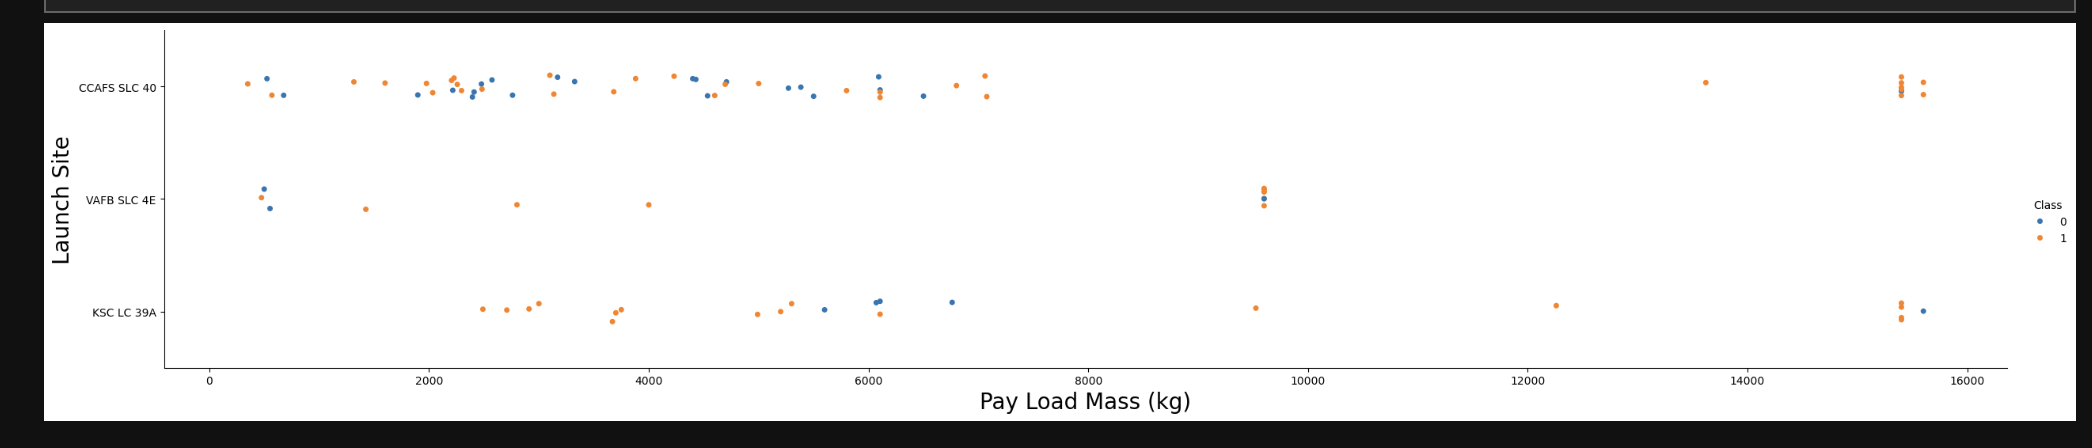 Launch Site
CCAFS SLC 40
VAFB SLC 4E
KSC LC 39A
0 2000 4000 6000 8000 10000 12000 14000 16000
Pay Load Mass (kg)
Class
0
1